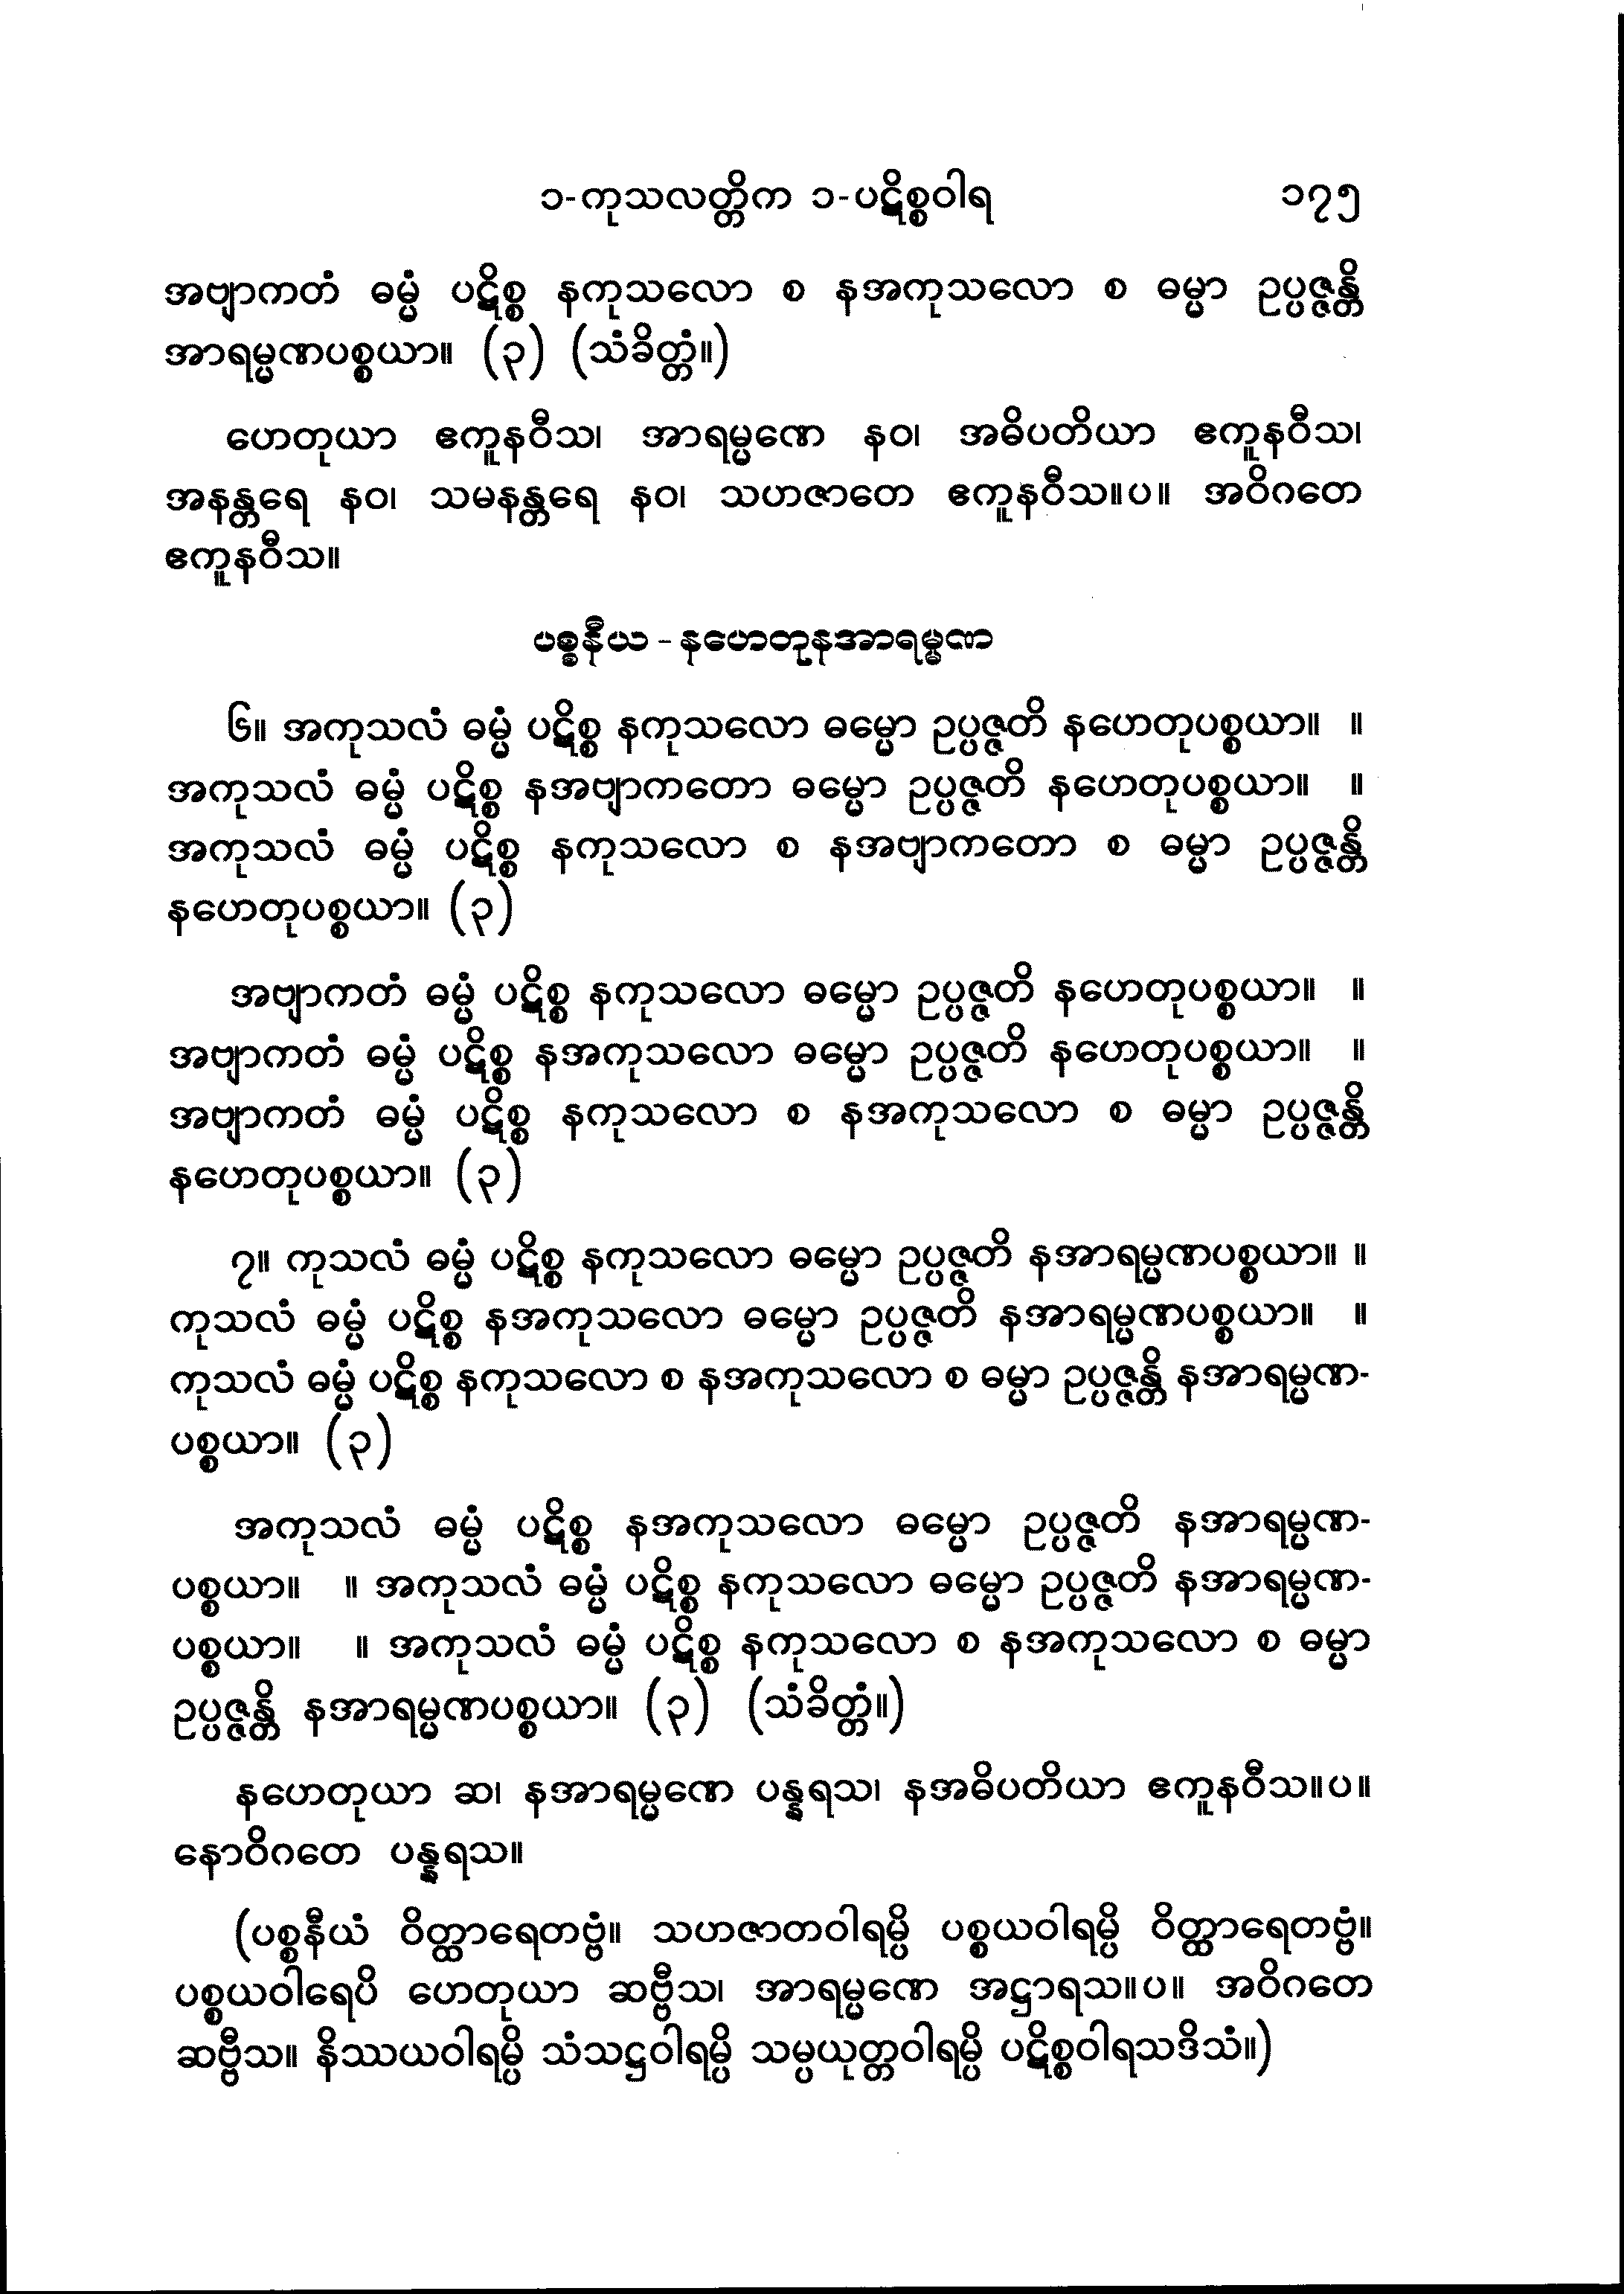 ၁-ကုသလတ္တိက ၁-ပဋိစ္စဝါရ ၁၇၅
အဗျာကတံ ဓမ္မံ ပဋိစ္စ နကုသလော စ နအကုသလော စ ဓမ္မာ ဥပ္ပဇ္ဇန္တိ
အာရမ္မဏပစ္စယာ။ (၃) (သံခိတ္တံ။)
ဟေတုယာ ဧကူနဝီသ၊ အာရမ္မဏေ နဝ၊ အဓိပတိယာ ဧကူနဝီသ၊
အနန္တရေ နဝ၊ သမနန္တရေ နဝ၊ သဟဇာတေ ဧကူနဝီသ။ပ။ အဝိဂတေ
ဧကူနဝီသ။
ပစ္စနီယ - နဟေတုနအာရမ္မဏ
၆။ အကုသလံ ဓမ္မံ ပဋိစ္စ နကုသလော ဓမ္မော ဥပ္ပဇ္ဇတိ နဟေတုပစ္စယာ။ ။
အကုသလံ ဓမ္မံ ပဋိစ္စ နအဗျာကတော ဓမ္မော ဥပ္ပဇ္ဇတိ နဟေတုပစ္စယာ။ ။
အကုသလံ ဓမ္မံ ပဋိစ္စ နကုသလော စ နအဗျာကတော စ ဓမ္မာ ဥပ္ပဇ္ဇန္တိ
နဟေတုပစ္စယာ။ (၃)
အဗျာကတံ ဓမ္မံ ပဋိစ္စ နကုသလော ဓမ္မော ဥပ္ပဇ္ဇတိ နဟေတုပစ္စယာ။ ။
အဗျာကတံ ဓမ္မံ ပဋိစ္စ နအကုသလော ဓမ္မော ဥပ္ပဇ္ဇတိ နဟေတုပစ္စယာ။ ။
အဗျာကတံ ဓမ္မံ ပဋိစ္စ နကုသလော စ နအကုသလော စ ဓမ္မာ ဥပ္ပဇ္ဇန္တိ
နဟေတုပစ္စယာ။ (၃)
၇။ ကုသလံ ဓမ္မံ ပဋိစ္စ နကုသလော ဓမ္မော ဥပ္ပဇ္ဇတိ နအာရမ္မဏပစ္စယာ။ ။
ကုသလံ ဓမ္မံ ပဋိစ္စ နအကုသလော ဓမ္မော ဥပ္ပဇ္ဇတိ နအာရမ္မဏပစ္စယာ။ ။
ကုသလံ ဓမ္မံ ပဋိစ္စ နကုသလော စ နအကုသလော စ ဓမ္မာ ဥပ္ပဇ္ဇန္တိ နအာရမ္မဏ-
ပစ္စယာ။ (၃)
အကုသလံ ဓမ္မံ ပဋိစ္စ နအကုသလော ဓမ္မော ဥပ္ပဇ္ဇတိ နအာရမ္မဏ-
ပစ္စယာ။ ။ အကုသလံ ဓမ္မံ ပဋိစ္စ နကုသလော ဓမ္မော ဥပ္ပဇ္ဇတိ နအာရမ္မဏ-
ပစ္စယာ။ ။ အကုသလံ ဓမ္မံ ပဋိစ္စ နကုသလော စ နအကုသလော စ ဓမ္မာ
ဥပ္ပဇ္ဇန္တိ နအာရမ္မဏပစ္စယာ။ (၃) (သံခိတ္တံ။)
နဟေတုယာ ဆ၊ နအာရမ္မဏေ ပန္နရသ၊ နအဓိပတိယာ ဧကူနဝီသ။ပ။
နောဝိဂတေ ပန္နရသ။
(ပစ္စနီယံ ဝိတ္ထာရေတဗ္ဗံ။ သဟဇာတဝါရမ္ပိ ပစ္စယဝါရမ္ပိ ဝိတ္ထာရေတဗ္ဗံ။
ပစ္စယဝါရေပိ ဟေတုယာ ဆဗ္ဗီသ၊ အာရမ္မဏေ အဋ္ဌာရသ။ပ။ အဝိဂတေ
ဆဗ္ဗီသ။ နိဿယဝါရမ္ပိ သံသဋ္ဌဝါရမ္ပိ သမ္ပယုတ္တဝါရမ္ပိ ပဋိစ္စဝါရသဒိသံ။)